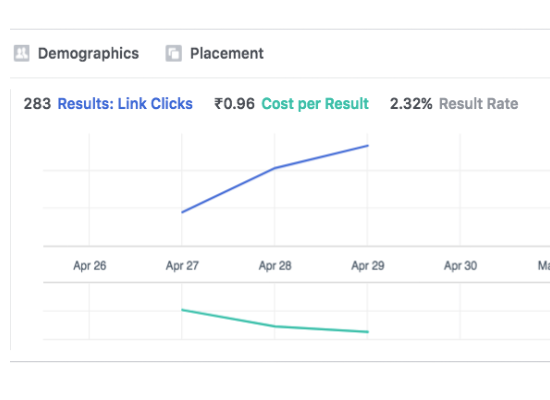 Demographics Placement
283 Results: Link Clicks ₹0.96 Cost per Result 2.32% Result Rate
Apr 26 Apr 27 Apr 28 Apr 29 Apr 30